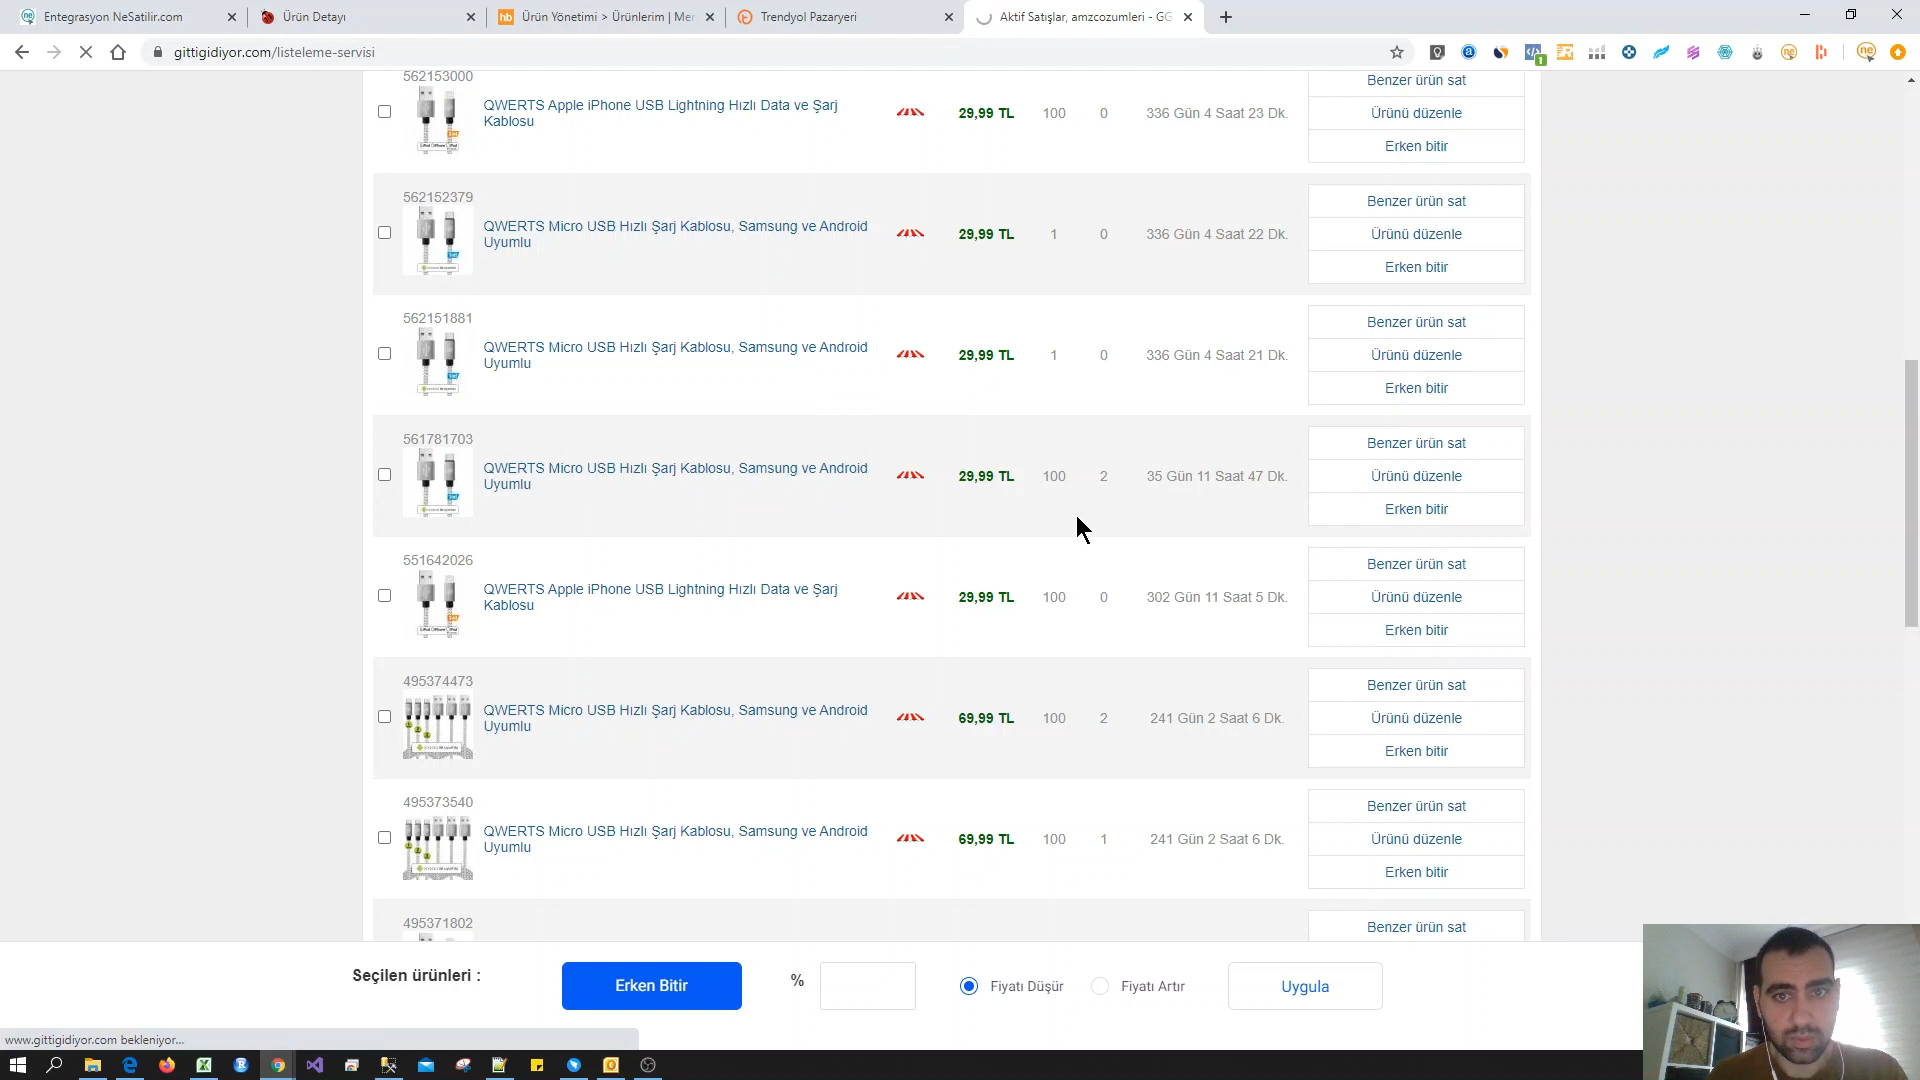 Entegrasyon NeSatilir.com
Ürün Detayı
hb
Ürün Yönetimi > Ürünlerim | Mer
Trendyol Pazaryeri
Aktif Satışlar, amzcozumleri - GG
gittigidiyor.com/listeleme-servisi
562153000
QWERTS Apple iPhone USB Lightning Hızlı Data ve Şarj
Kablosu
29,99 TL
100
0
336 Gün 4 Saat 23 Dk.
Benzer ürün sat
Ürünü düzenle
Erken bitir
562152379
QWERTS Micro USB Hızlı Şarj Kablosu, Samsung ve Android
Uyumlu
29,99 TL
1
0
336 Gün 4 Saat 22 Dk.
Benzer ürün sat
Ürünü düzenle
Erken bitir
562151881
QWERTS Micro USB Hızlı Şarj Kablosu, Samsung ve Android
Uyumlu
29,99 TL
1
0
336 Gün 4 Saat 21 Dk.
Benzer ürün sat
Ürünü düzenle
Erken bitir
561781703
QWERTS Micro USB Hızlı Şarj Kablosu, Samsung ve Android
Uyumlu
29,99 TL
100
2
35 Gün 11 Saat 47 Dk.
Benzer ürün sat
Ürünü düzenle
Erken bitir
551642026
QWERTS Apple iPhone USB Lightning Hızlı Data ve Şarj
Kablosu
29,99 TL
100
0
302 Gün 11 Saat 5 Dk.
Benzer ürün sat
Ürünü düzenle
Erken bitir
495374473
QWERTS Micro USB Hızlı Şarj Kablosu, Samsung ve Android
Uyumlu
69,99 TL
100
2
241 Gün 2 Saat 6 Dk.
Benzer ürün sat
Ürünü düzenle
Erken bitir
495373540
QWERTS Micro USB Hızlı Şarj Kablosu, Samsung ve Android
Uyumlu
69,99 TL
100
1
241 Gün 2 Saat 6 Dk.
Benzer ürün sat
Ürünü düzenle
Erken bitir
495371802
Benzer ürün sat
Seçilen ürünleri :
Erken Bitir
%
Fiyatı Düşür
Fiyatı Artır
Uygula
www.gittigidiyor.com bekleniyor...